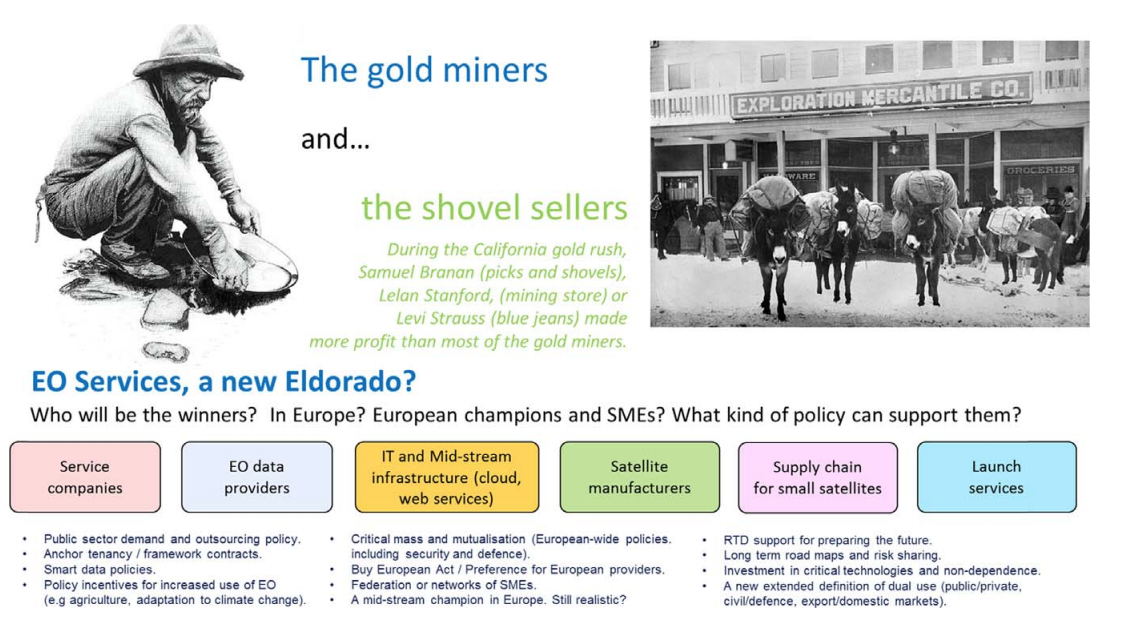 The gold miners
and...
the shovel sellers
During the California gold rush,
Samuel Branan (picks and shovels),
Lelan Stanford, (mining store) or
Levi Strauss (blue jeans) made
more profit than most of the gold miners.
EXPLORATION MERCANTILE CO.
HARDWARE
GROCERIES
EO Services, a new Eldorado?
Who will be the winners? In Europe? European champions and SMEs? What kind of policy can support them?
Service
companies
EO data
providers
IT and Mid-stream
infrastructure (cloud,
web services)
Satellite
manufacturers
Supply chain
for small satellites
Launch
services
• Public sector demand and outsourcing policy.
• Anchor tenancy / framework contracts.
• Smart data policies.
• Policy incentives for increased use of EO
(e.g agriculture, adaptation to climate change).
• Critical mass and mutualisation (European-wide policies.
including security and defence).
• Buy European Act / Preference for European providers.
• Federation or networks of SMEs.
• A mid-stream champion in Europe. Still realistic?
• RTD support for preparing the future.
• Long term road maps and risk sharing.
• Investment in critical technologies and non-dependence.
• A new extended definition of dual use (public/private,
civil/defence, export/domestic markets).